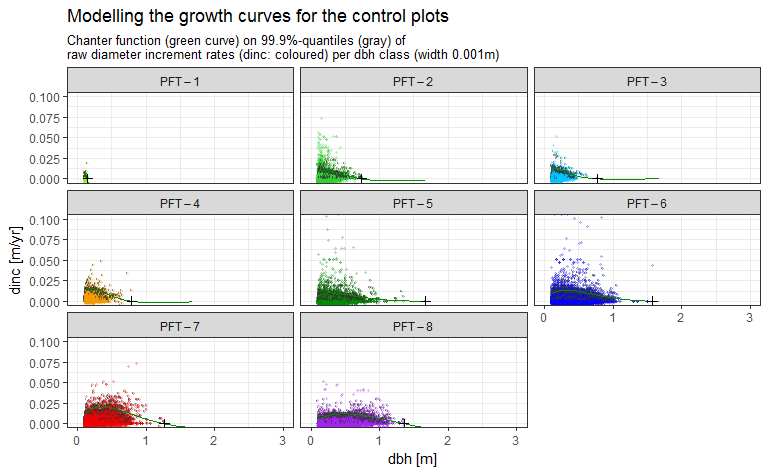 Modelling the growth curves for the control plots
Chanter function (green curve) on 99.9%-quantiles (gray) of
raw diameter increment rates (dinc: coloured) per dbh class (width 0.001m)
PFT – 1
PFT – 2
PFT – 3
0.100
0.075
0.050
0.025
0.000
PFT – 4
PFT – 5
PFT – 6
dinc [m/yr]
0.100
0.075
0.050
0.025
0.000
0 1 2 3
PFT – 7
PFT – 8
0.100
0.075
0.050
0.025
0.000
0 1 2 3
0 1 2 3
dbh [m]